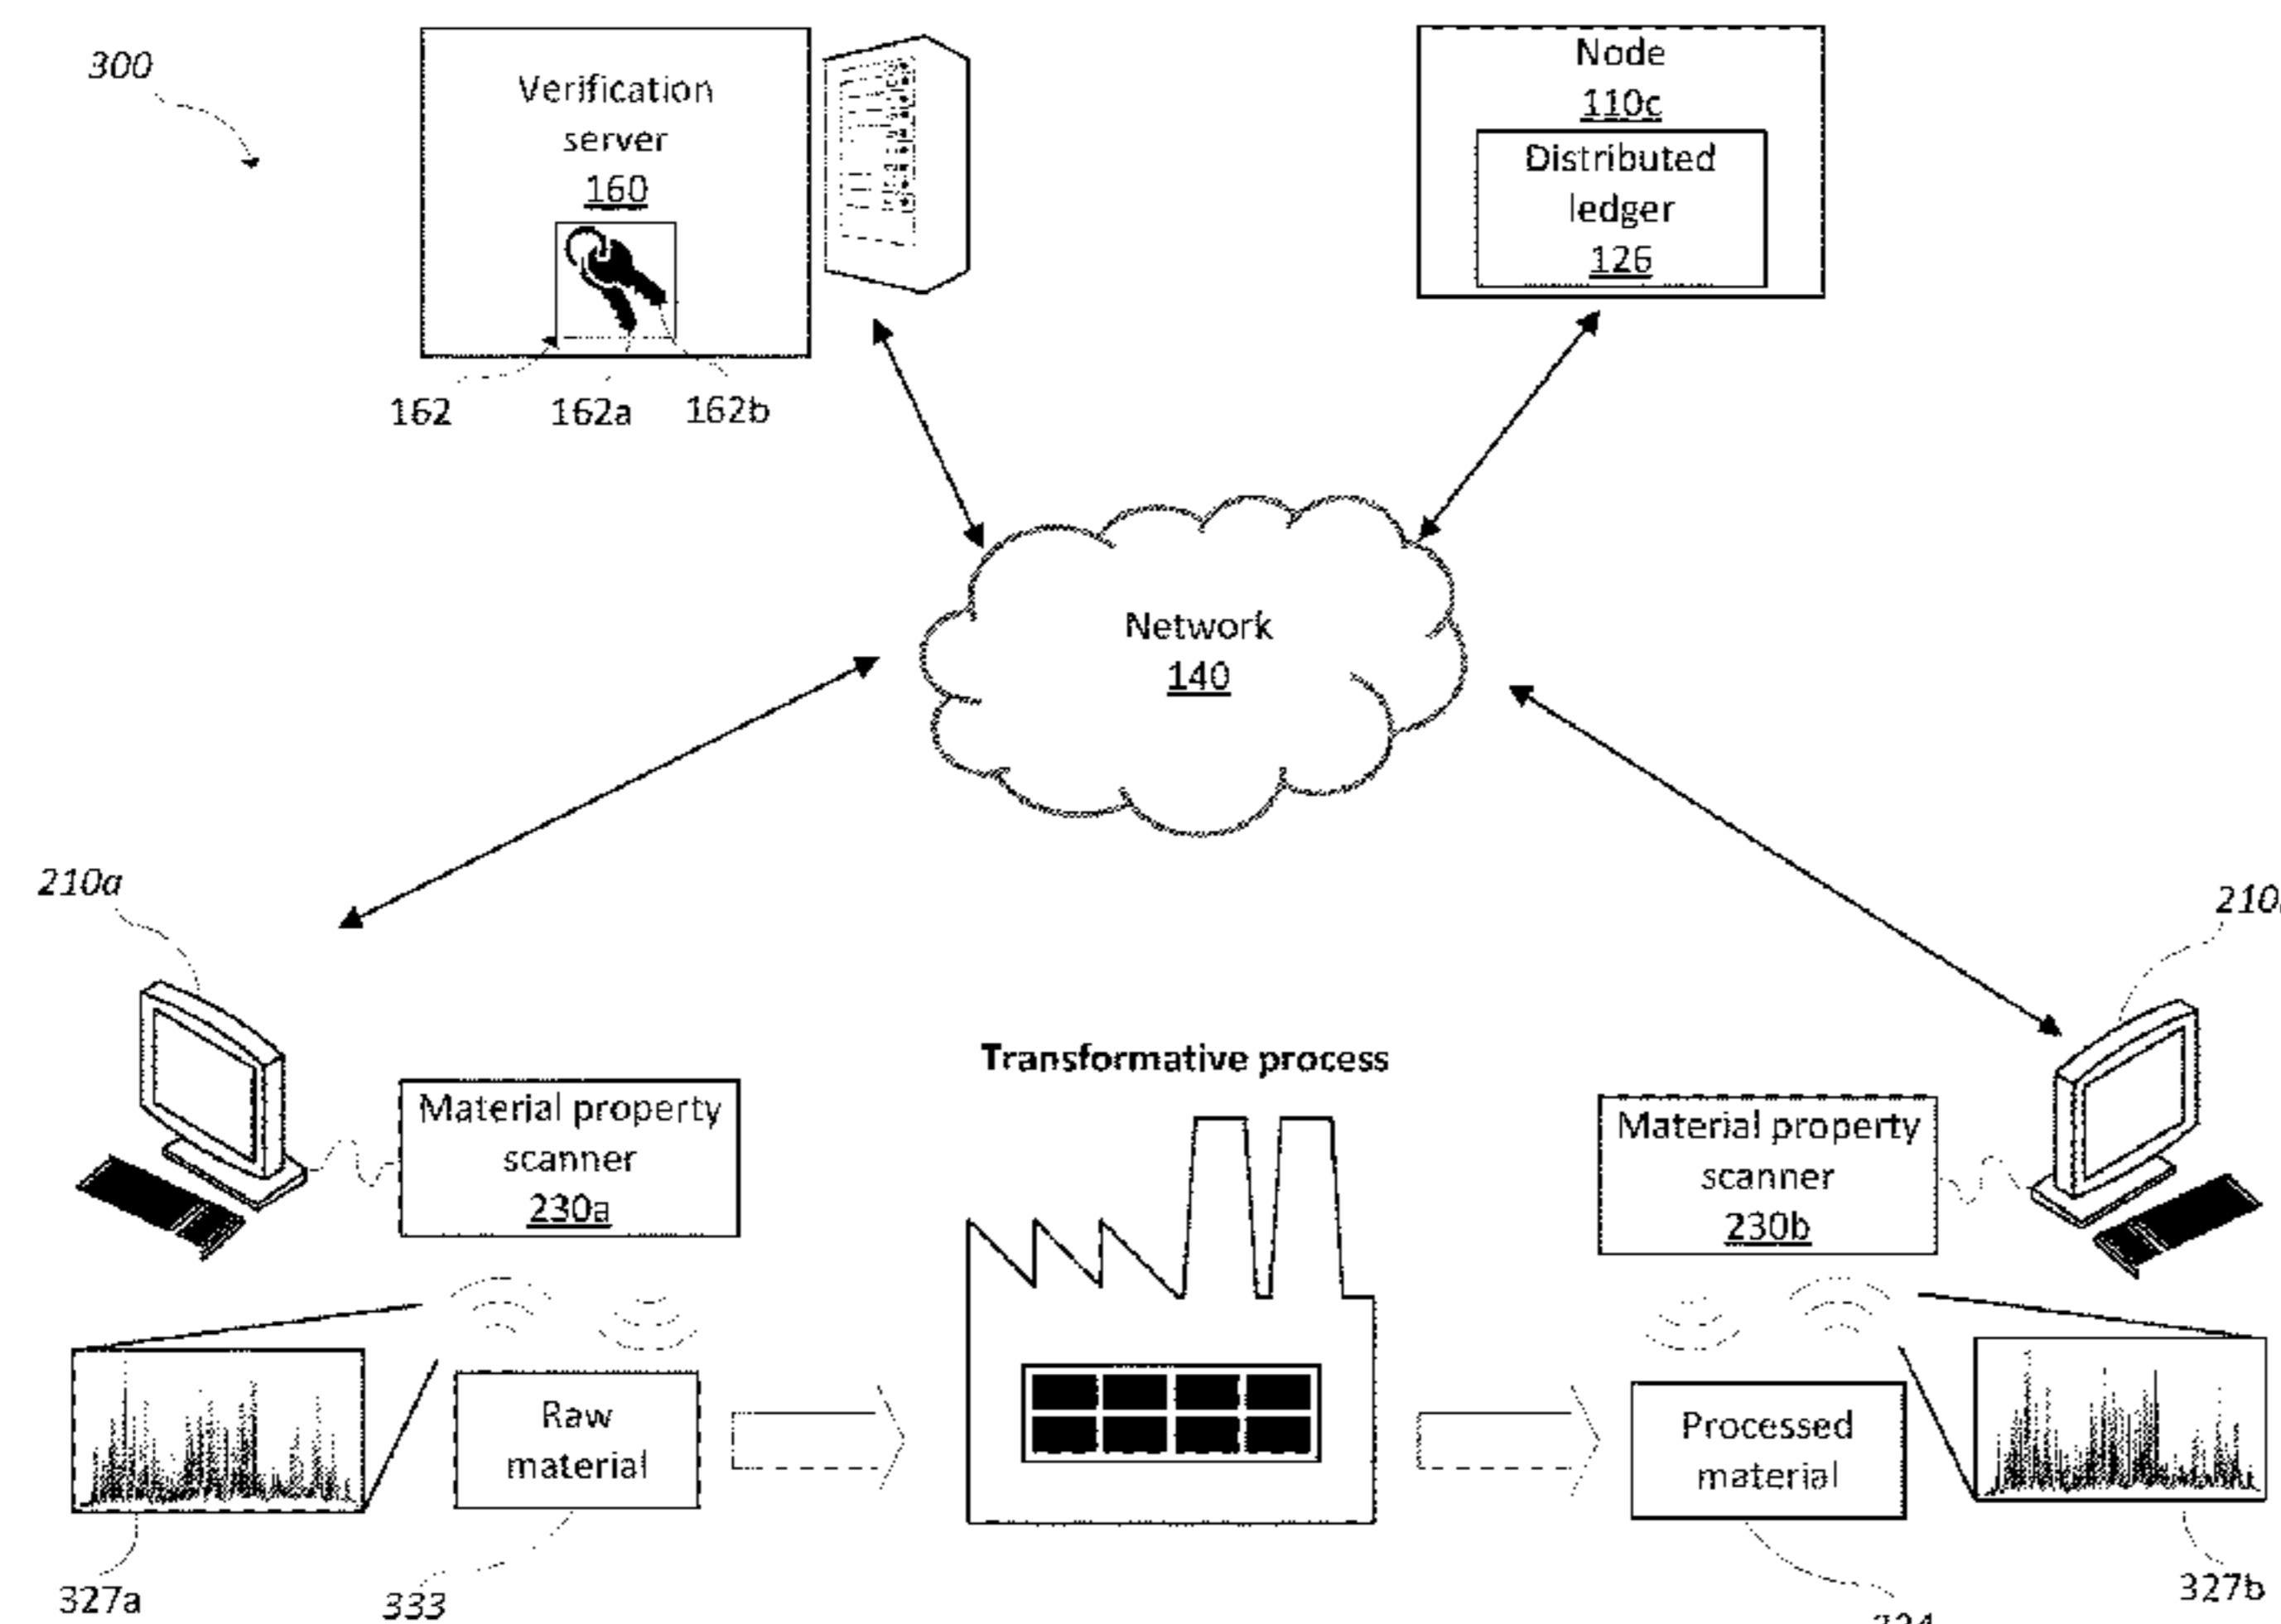 300
Verification
server
160
162
162a
162b
Node
110c
Distributed
ledger
126
Network
140
210a
Material property
scanner
230a
Transformative process
Material property
scanner
230b
Raw
material
Processed
material
327a
333
327b